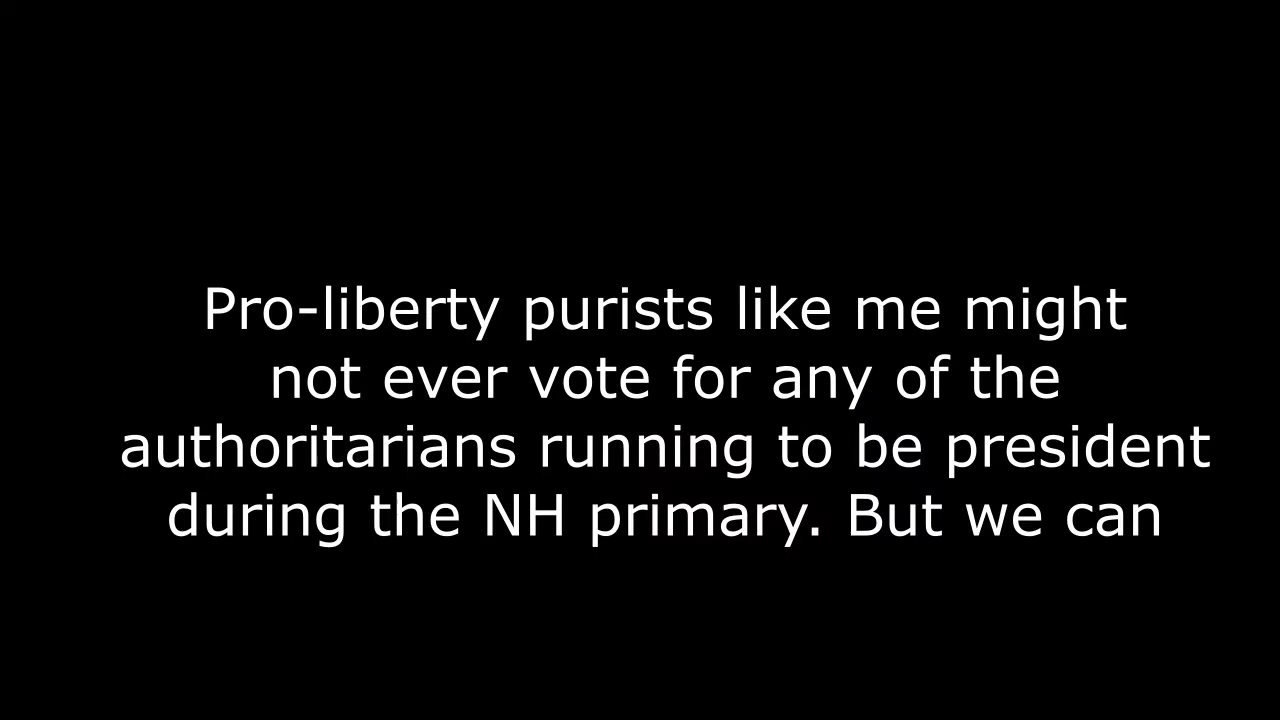 Pro-liberty purists like me might
not ever vote for any of the
authoritarians running to be president
during the NH primary. But we can